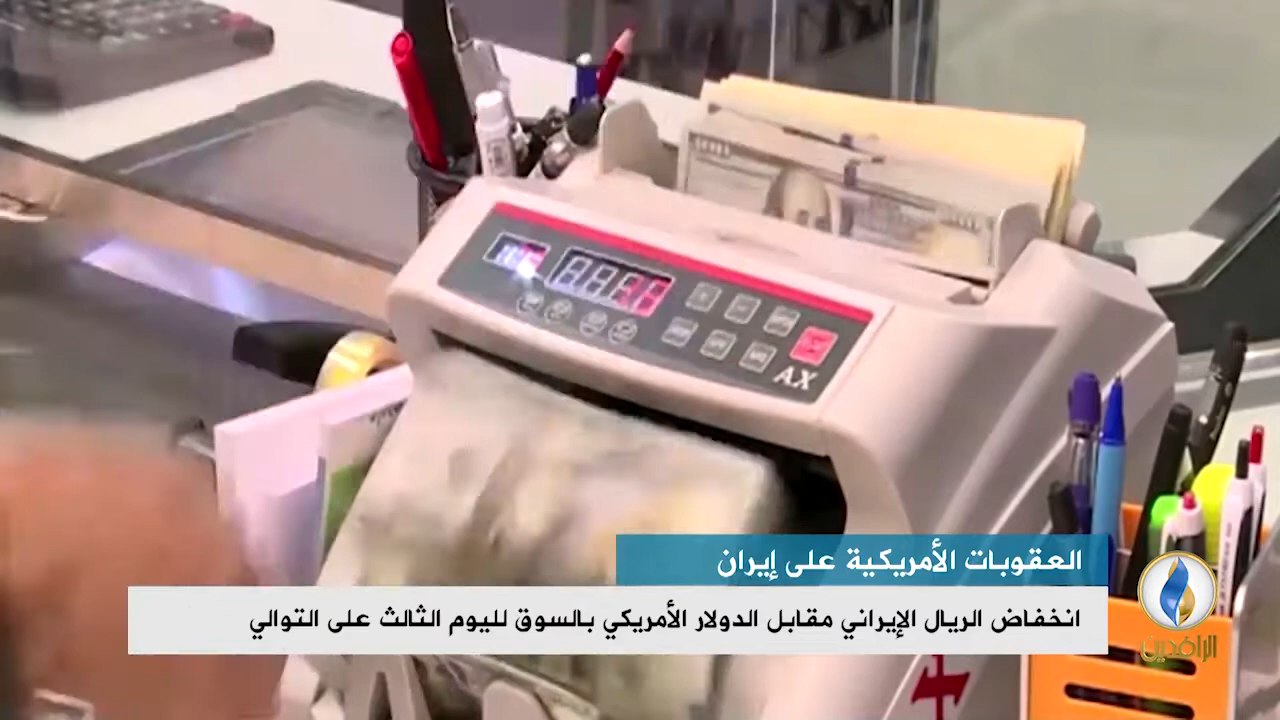 AX
العقوبات الأمريكية على إيران
انخفاض الريال الإيراني مقابل الدولار الأمريكي بالسوق لليوم الثالث على التوالي
الرافدين